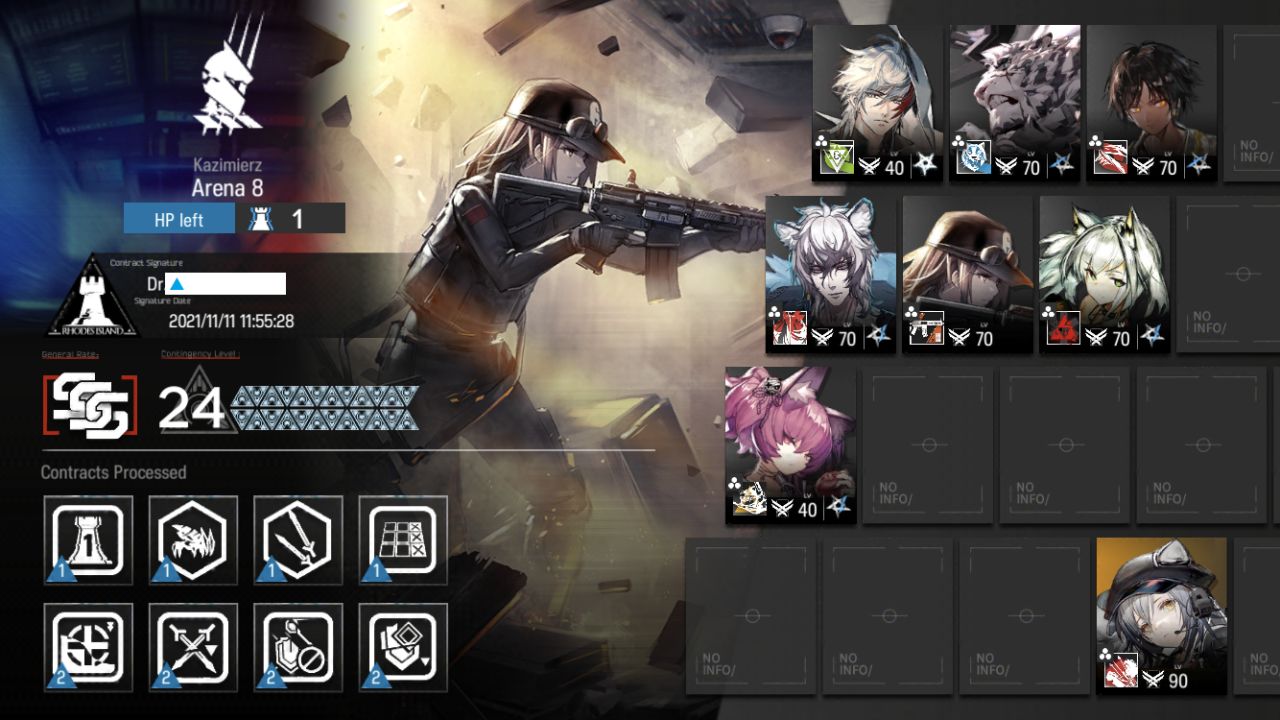 Kazimierz
Arena 8
HP left
1
Contract Signature
Dr.
Signature Date
2021/11/11 11:55:28
RHODES ISLAND
General Rate:
Contingency Level:
SSS
24
Contracts Processed
1
1
1
1
1
2
2
2
2
LV
40
LV
70
LV
70
NO
INFO/
LV
70
LV
70
LV
70
NO
INFO/
LV
40
NO
INFO/
NO
INFO/
NO
INFO/
NO
INFO/
NO
INFO/
NO
INFO/
LV
90
NO
INFO/